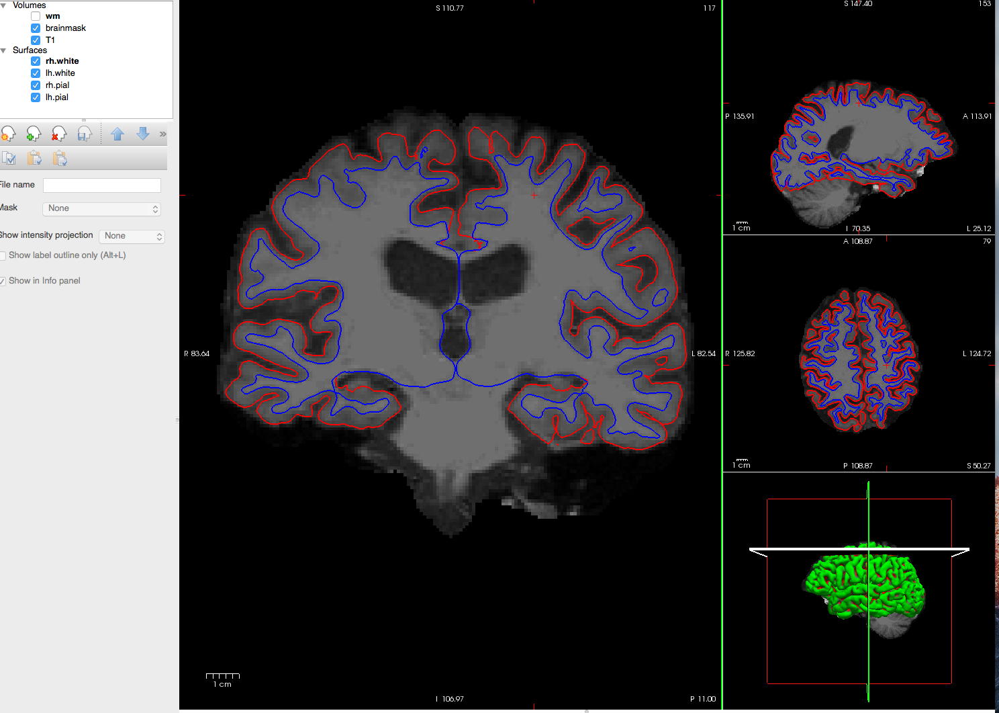 Volumes
wm
brainmask
T1
Surfaces
rh.white
lh.white
rh.pial
lh.pial
»
File name
Mask
None
Show intensity projection
None
Show label outline only (Alt+L)
Show in Info panel
S 110.77
117
R 83.64
L 82.54
1 cm
I 106.97
P 11.00
S 147.40
153
P 135.91
A 113.91
1 cm
I 70.35
L 25.12
A 108.87
79
R 125.82
L 124.72
1 cm
P 108.87
S 50.27